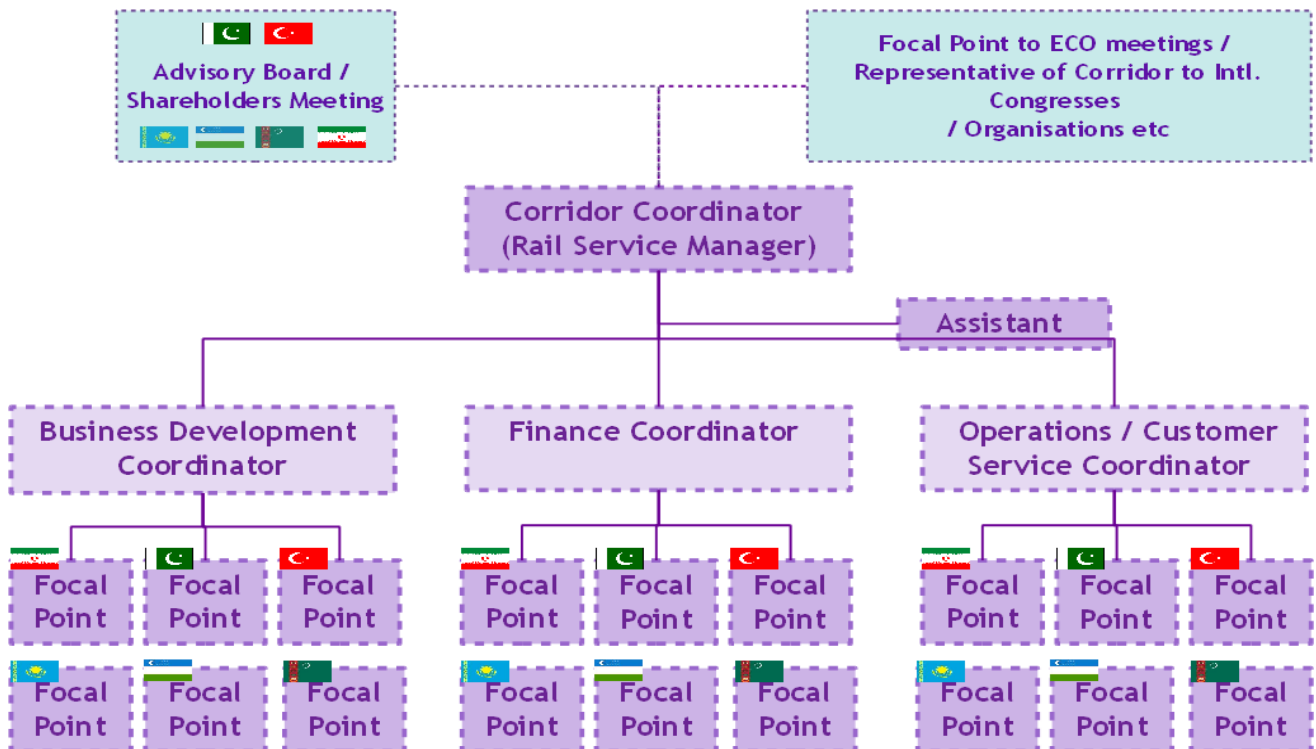 Advisory Board /
Shareholders Meeting
Focal Point to ECO meetings /
Representative of Corridor to Intl.
Congresses
/ Organisations etc
Corridor Coordinator
(Rail Service Manager)
Assistant
Business Development
Coordinator
Finance Coordinator
Operations / Customer
Service Coordinator
Focal
Point
Focal
Point
Focal
Point
Focal
Point
Focal
Point
Focal
Point
Focal
Point
Focal
Point
Focal
Point
Focal
Point
Focal
Point
Focal
Point
Focal
Point
Focal
Point
Focal
Point
Focal
Point
Focal
Point
Focal
Point